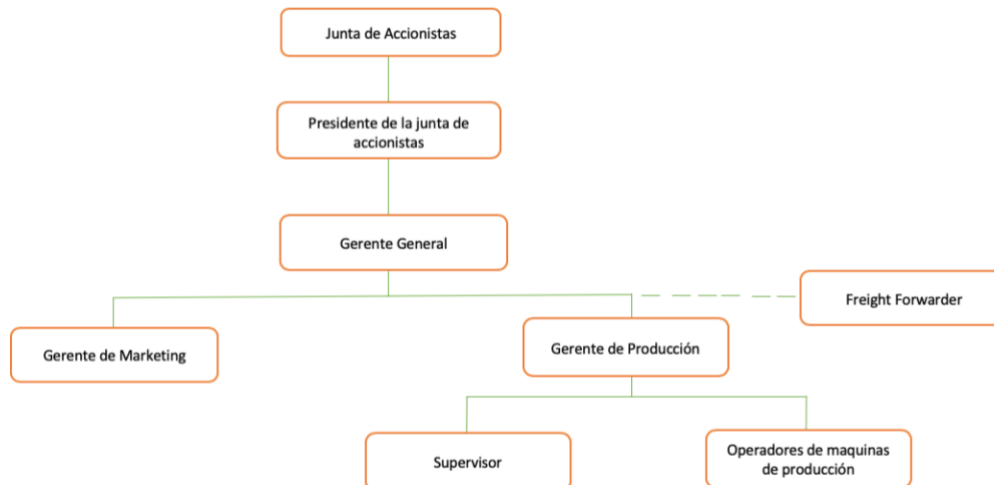 Junta de Accionistas
Presidente de la junta de
accionistas
Gerente General
Freight Forwarder
Gerente de Marketing
Gerente de Producción
Supervisor
Operadores de maquinas
de producción